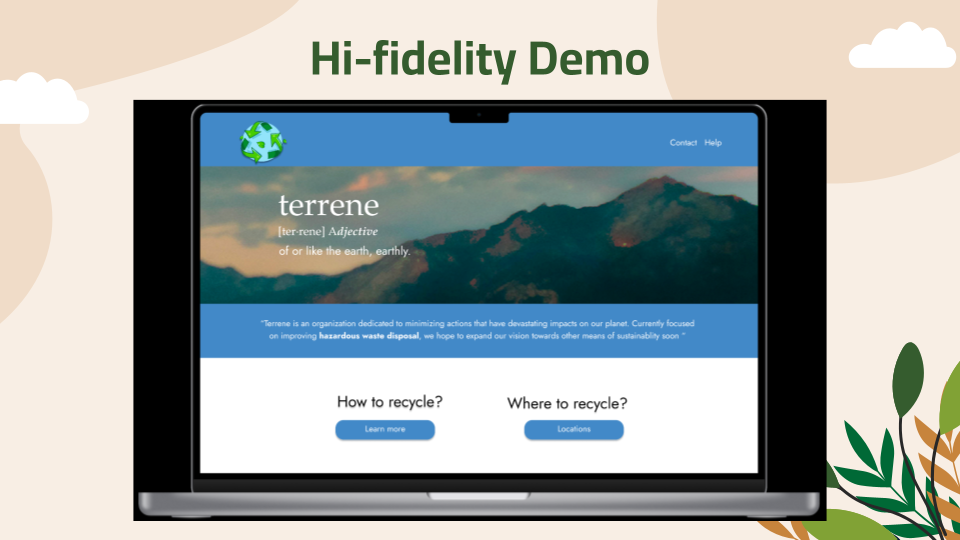 Hi-fidelity Demo
Contact Help
terrene
[ter·rene] Adjective
of or like the earth, earthly.
"Terrene is an organization dedicated to minimizing actions that have devastating impacts on our planet. Currently focused
on improving hazardous waste disposal, we hope to expand our vision towards other means of sustainablity soon "
How to recycle?
Where to recycle?
Learn more
Locations